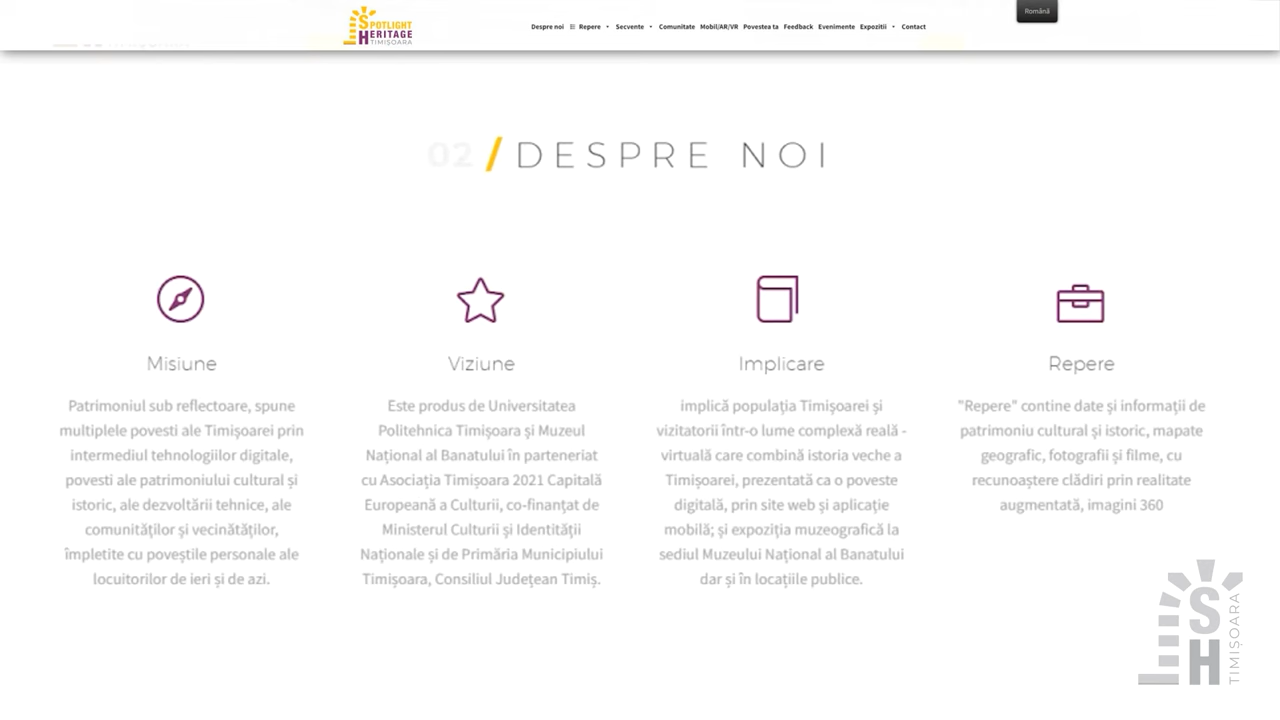 SPOTLIGHT
HERITAGE
TIMIȘOARA
Despre noi Repere Secvente Comunitate Mobil/AR/VR Povestea ta Feedback Evenimente Expozitii Contact
Română
02 / DESPRE NOI
Misiune
Patrimoniul sub reflectoare, spune
multiplele povesti ale Timișoarei prin
intermediul tehnologiilor digitale,
povesti ale patrimoniului cultural și
istoric, ale dezvoltării tehnice, ale
comunităților și vecinătăților,
împletite cu poveștile personale ale
locuitorilor de ieri și de azi.
Viziune
Este produs de Universitatea
Politehnica Timișoara și Muzeul
Național al Banatului în parteneriat
cu Asociația Timișoara 2021 Capitală
Europeană a Culturii, co-finanțat de
Ministerul Culturii și Identității
Naționale și de Primăria Municipiului
Timișoara, Consiliul Județean Timiș.
Implicare
implică populația Timișoarei și
vizitatorii într-o lume complexă reală -
virtuală care combină istoria veche a
Timișoarei, prezentată ca o poveste
digitală, prin site web și aplicație
mobilă; și expoziția muzeografică la
sediul Muzeului Național al Banatului
dar și în locațiile publice.
Repere
"Repere" contine date și informații de
patrimoniu cultural și istoric, mapate
geografic, fotografii și filme, cu
recunoaștere clădiri prin realitate
augmentată, imagini 360
SH
TIMIȘOARA